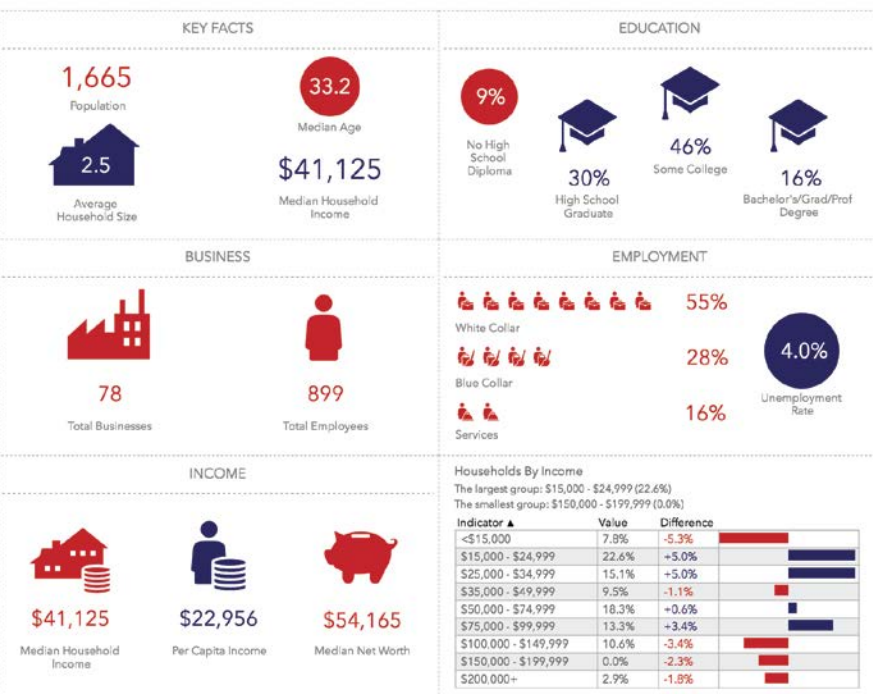 KEY FACTS
1,665
Population
33.2
Median Age
2.5
Average
Household Size
$41,125
Median Household
Income
EDUCATION
9%
No High
School
Diploma
30%
High School
Graduate
46%
Some College
16%
Bachelor's/Grad/Prof
Degree
BUSINESS
78
Total Businesses
899
Total Employees
EMPLOYMENT
55%
White Collar
28%
Blue Collar
16%
Services
4.0%
Unemployment
Rate
INCOME
$41,125
Median Household
Income
$22,956
Per Capita Income
$54,165
Median Net Worth
Households By Income
The largest group: $15,000 - $24,999 (22.6%)
The smallest group: $150,000 - $199,999 (0.0%)
Indicator ▲ Value Difference
<$15,000 7.8% -5.3%
$15,000 - $24,999 22.6% +5.0%
$25,000 - $34,999 15.1% +5.0%
$35,000 - $49,999 9.5% -1.1%
$50,000 - $74,999 18.3% +0.6%
$75,000 - $99,999 13.3% +3.4%
$100,000 - $149,999 10.6% -3.4%
$150,000 - $199,999 0.0% -2.3%
$200,000+ 2.9% -1.8%